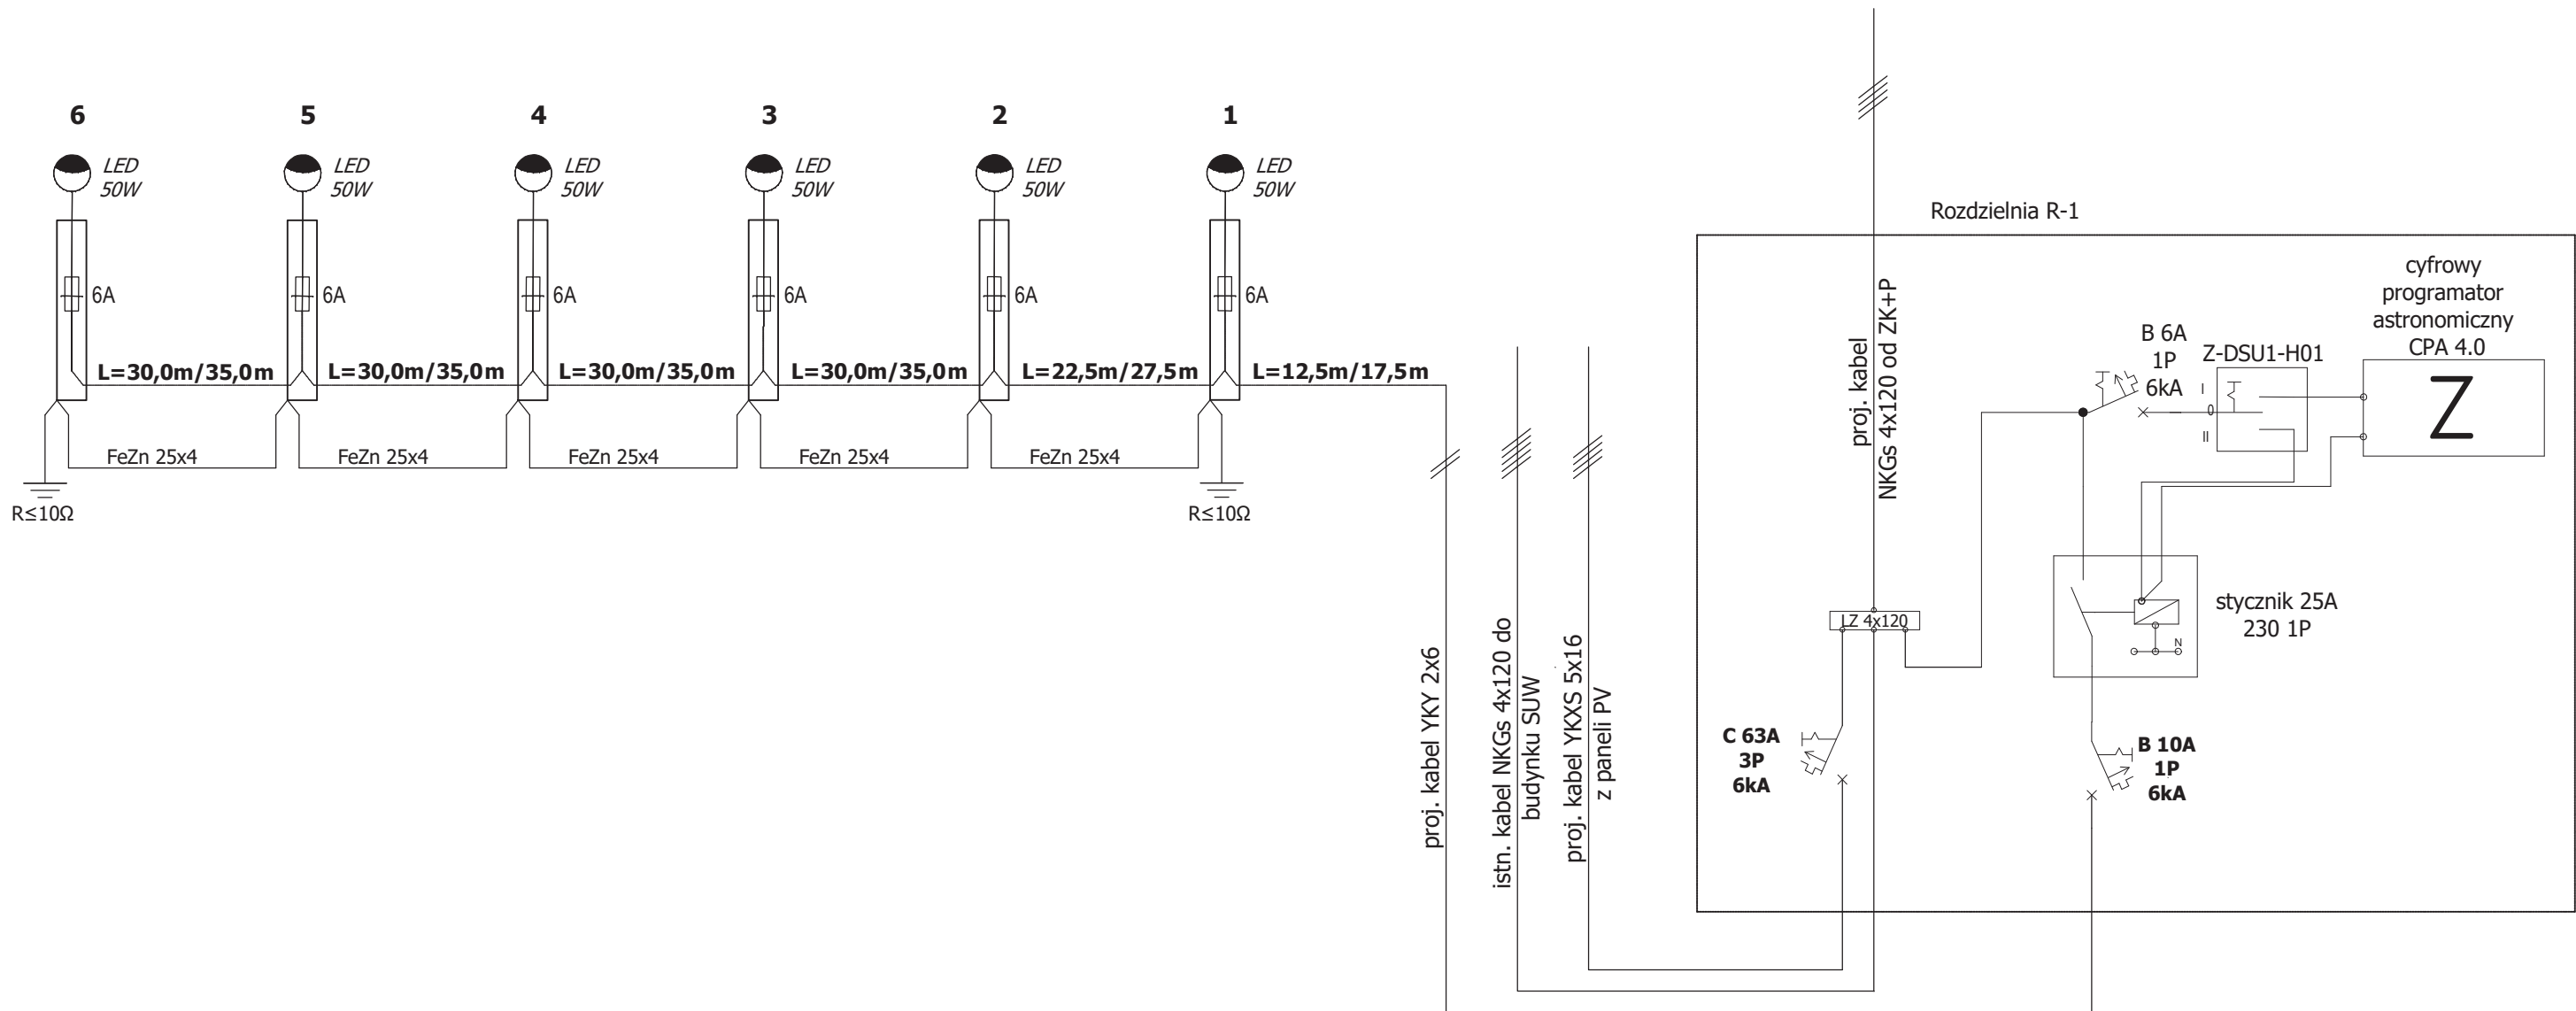 6
5
4
3
2
1
LED
50W
LED
50W
LED
50W
LED
50W
LED
50W
LED
50W
6A
6A
6A
6A
6A
6A
L=30,0m/35,0m
L=30,0m/35,0m
L=30,0m/35,0m
L=30,0m/35,0m
L=22,5m/27,5m
L=12,5m/17,5m
FeZn 25x4
FeZn 25x4
FeZn 25x4
FeZn 25x4
FeZn 25x4
R≤10Ω
R≤10Ω
proj. kabel YKY 2x6
istn. kabel NKGs 4x120 do
budynku SUW
proj. kabel YKXS 5x16
z paneli PV
Rozdzielnia R-1
proj. kabel
NKGs 4x120 od ZK+P
LZ 4x120
C 63A
3P
6kA
B 6A
1P
6kA
Z-DSU1-H01
I
0
II
cyfrowy
programator
astronomiczny
CPA 4.0
Z
stycznik 25A
230 1P
N
B 10A
1P
6kA